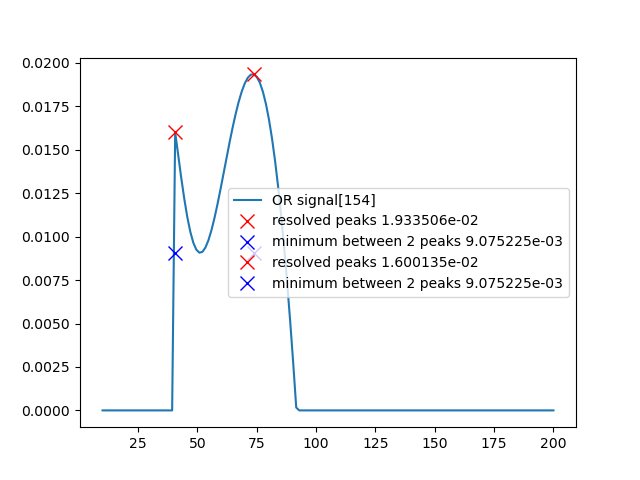 0.0200
0.0175
0.0150
0.0125
0.0100
0.0075
0.0050
0.0025
0.0000
OR signal[154]
resolved peaks 1.933506e-02
minimum between 2 peaks 9.075225e-03
resolved peaks 1.600135e-02
minimum between 2 peaks 9.075225e-03
25 50 75 100 125 150 175 200